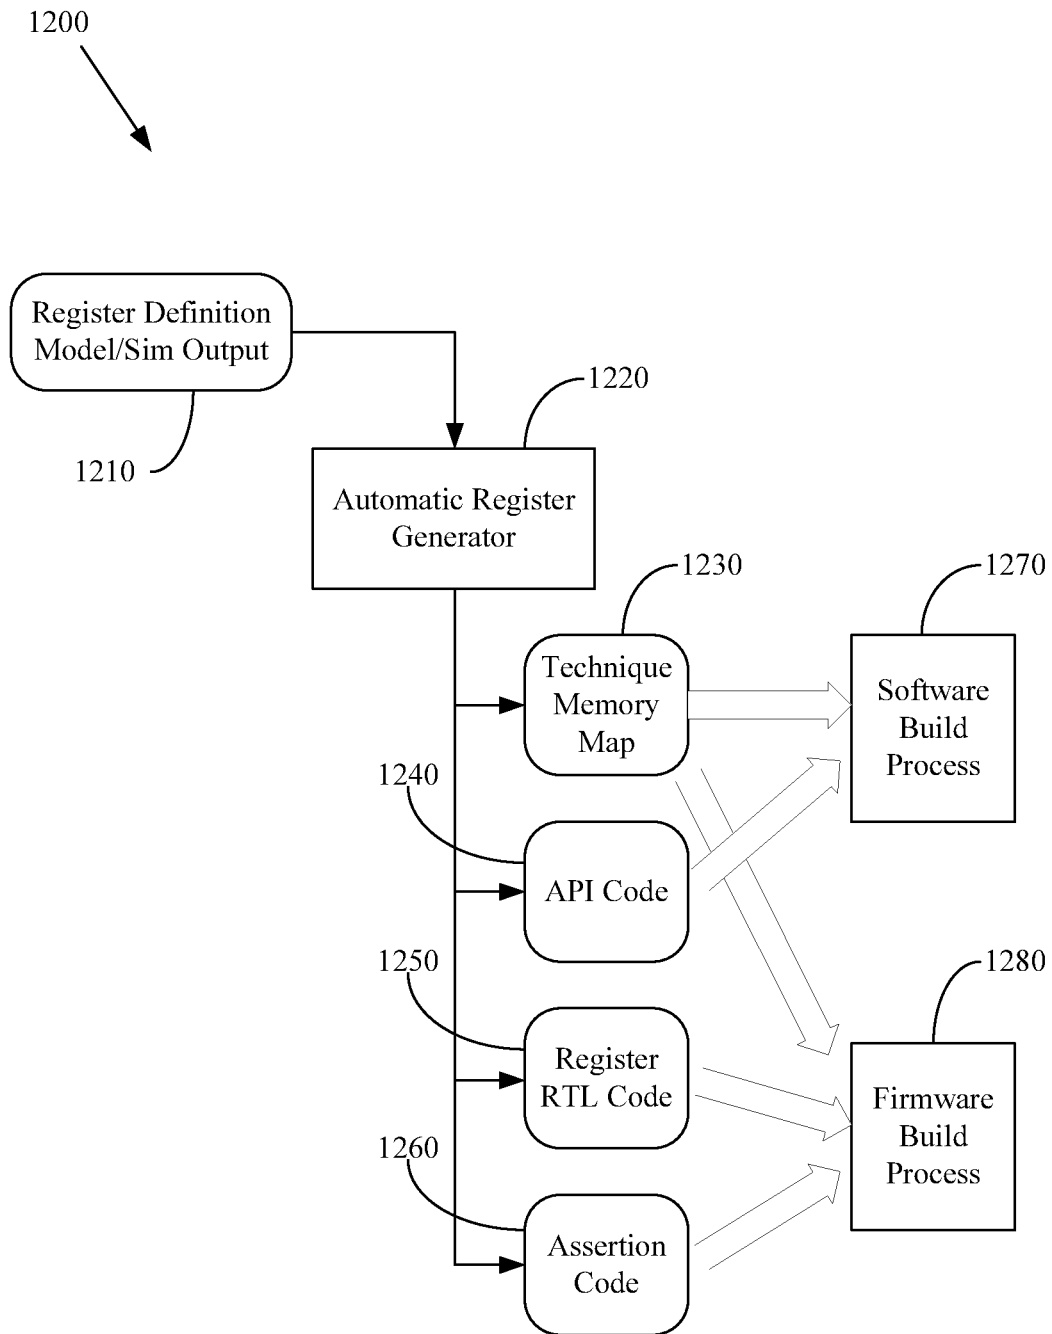 1200
Register Definition
Model/Sim Output
1210
1220
Automatic Register
Generator
1230
1270
Technique
Memory
Map
Software
Build
Process
1240
API Code
1250
1280
Register
RTL Code
Firmware
Build
Process
1260
Assertion
Code